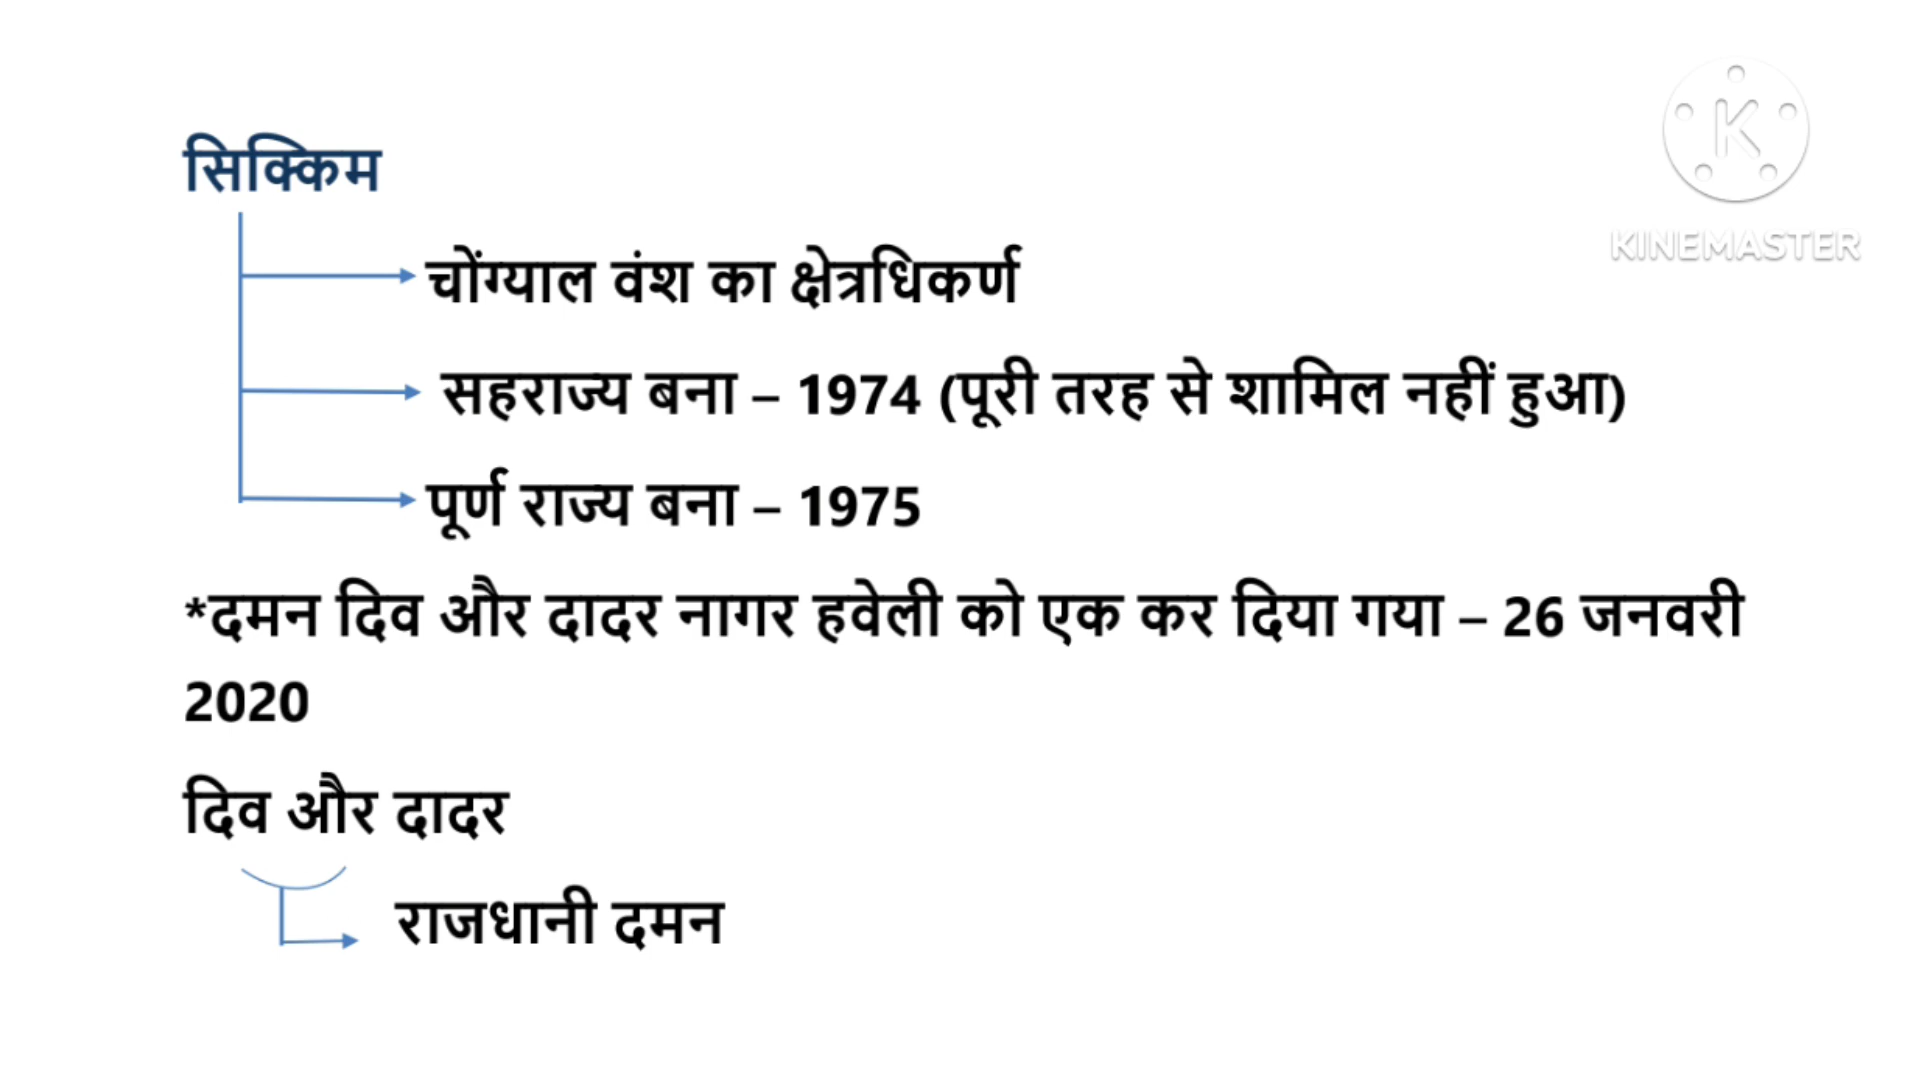 सिक्किम
चोंग्याल वंश का क्षेत्रधिकर्ण
सहराज्य बना – 1974 (पूरी तरह से शामिल नहीं हुआ)
पूर्ण राज्य बना – 1975
*दमन दिव और दादर नागर हवेली को एक कर दिया गया – 26 जनवरी
2020
दिव और दादर
राजधानी दमन
K
KINEMASTER